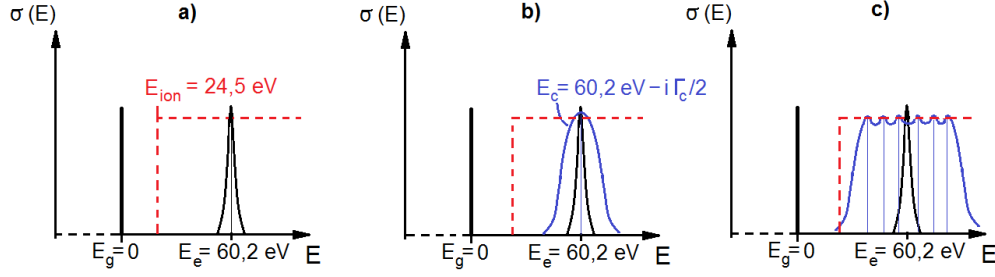 a)
σ (E)
E_ion = 24,5 eV
E_g = 0
E_e = 60,2 eV
E
b)
σ (E)
E_c = 60,2 eV − i Γ_c/2
E_g = 0
E_e = 60,2 eV
E
c)
σ (E)
E_g = 0
E_e = 60,2 eV
E